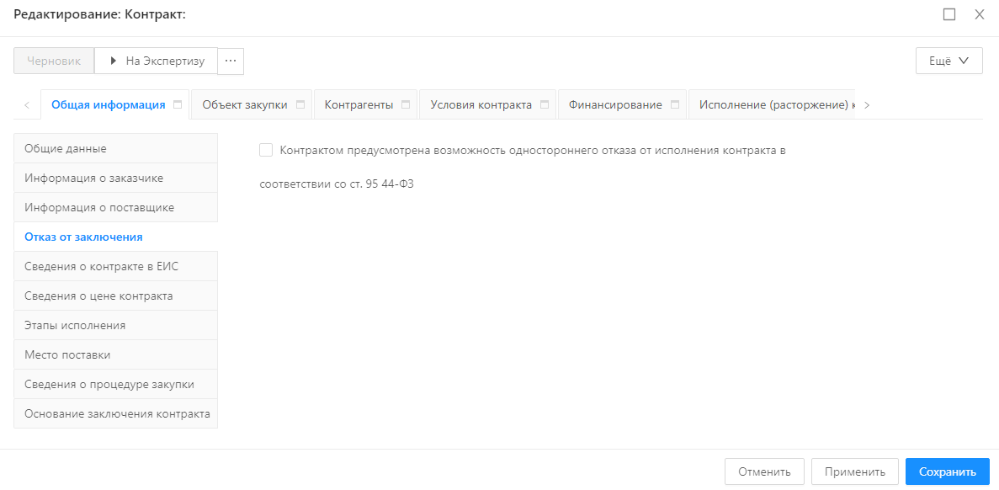 Редактирование: Контракт:
Черновик
На Экспертизу
...
Ещё
Общая информация
Объект закупки
Контрагенты
Условия контракта
Финансирование
Исполнение (расторжение) к
Общие данные
Информация о заказчике
Информация о поставщике
Отказ от заключения
Сведения о контракте в ЕИС
Сведения о цене контракта
Этапы исполнения
Место поставки
Сведения о процедуре закупки
Основание заключения контракта
Контрактом предусмотрена возможность одностороннего отказа от исполнения контракта в
соответствии со ст. 95 44-ФЗ
Отменить
Применить
Сохранить